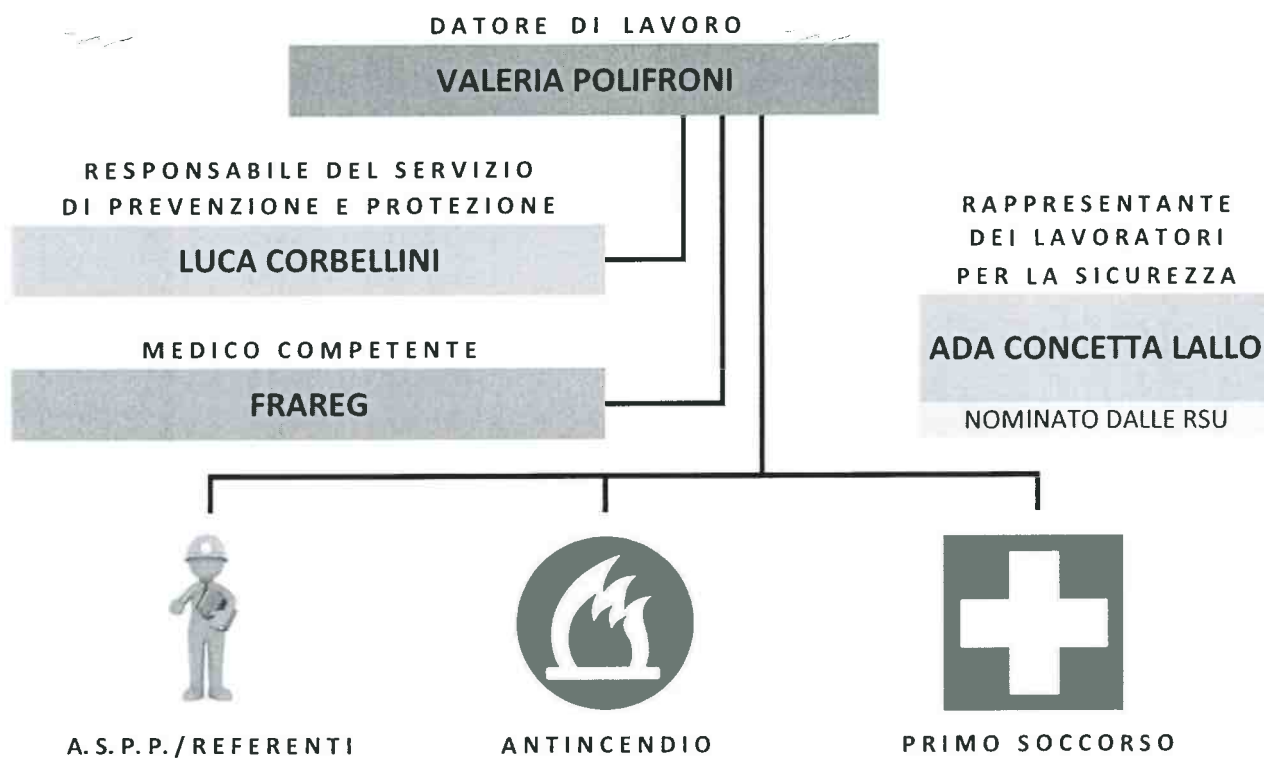 DATORE DI LAVORO
VALERIA POLIFRONI
RESPONSABILE DEL SERVIZIO
DI PREVENZIONE E PROTEZIONE
LUCA CORBELLINI
MEDICO COMPETENTE
FRAREG
RAPPRESENTANTE
DEI LAVORATORI
PER LA SICUREZZA
ADA CONCETTA LALLO
NOMINATO DALLE RSU
A.S.P.P./REFERENTI
ANTINCENDIO
PRIMO SOCCORSO